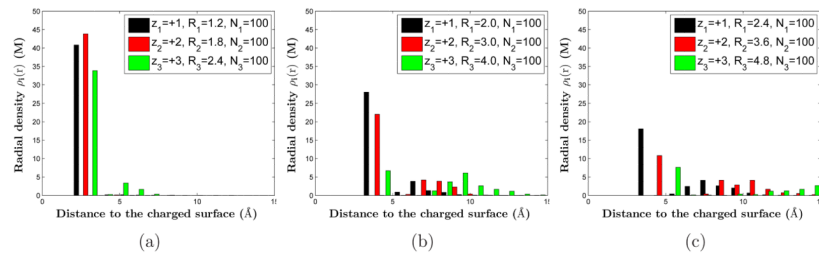 z1=+1, R1=1.2, N1=100
z2=+2, R2=1.8, N2=100
z3=+3, R3=2.4, N3=100
Radial density ρi(r) (M)
50
45
40
35
30
25
20
15
10
5
0
5
10
15
Distance to the charged surface (Å)
(a)
z1=+1, R1=2.0, N1=100
z2=+2, R2=3.0, N2=100
z3=+3, R3=4.0, N3=100
Radial density ρi(r) (M)
50
45
40
35
30
25
20
15
10
5
0
5
10
15
Distance to the charged surface (Å)
(b)
z1=+1, R1=2.4, N1=100
z2=+2, R2=3.6, N2=100
z3=+3, R3=4.8, N3=100
Radial density ρi(r) (M)
50
45
40
35
30
25
20
15
10
5
0
5
10
15
Distance to the charged surface (Å)
(c)